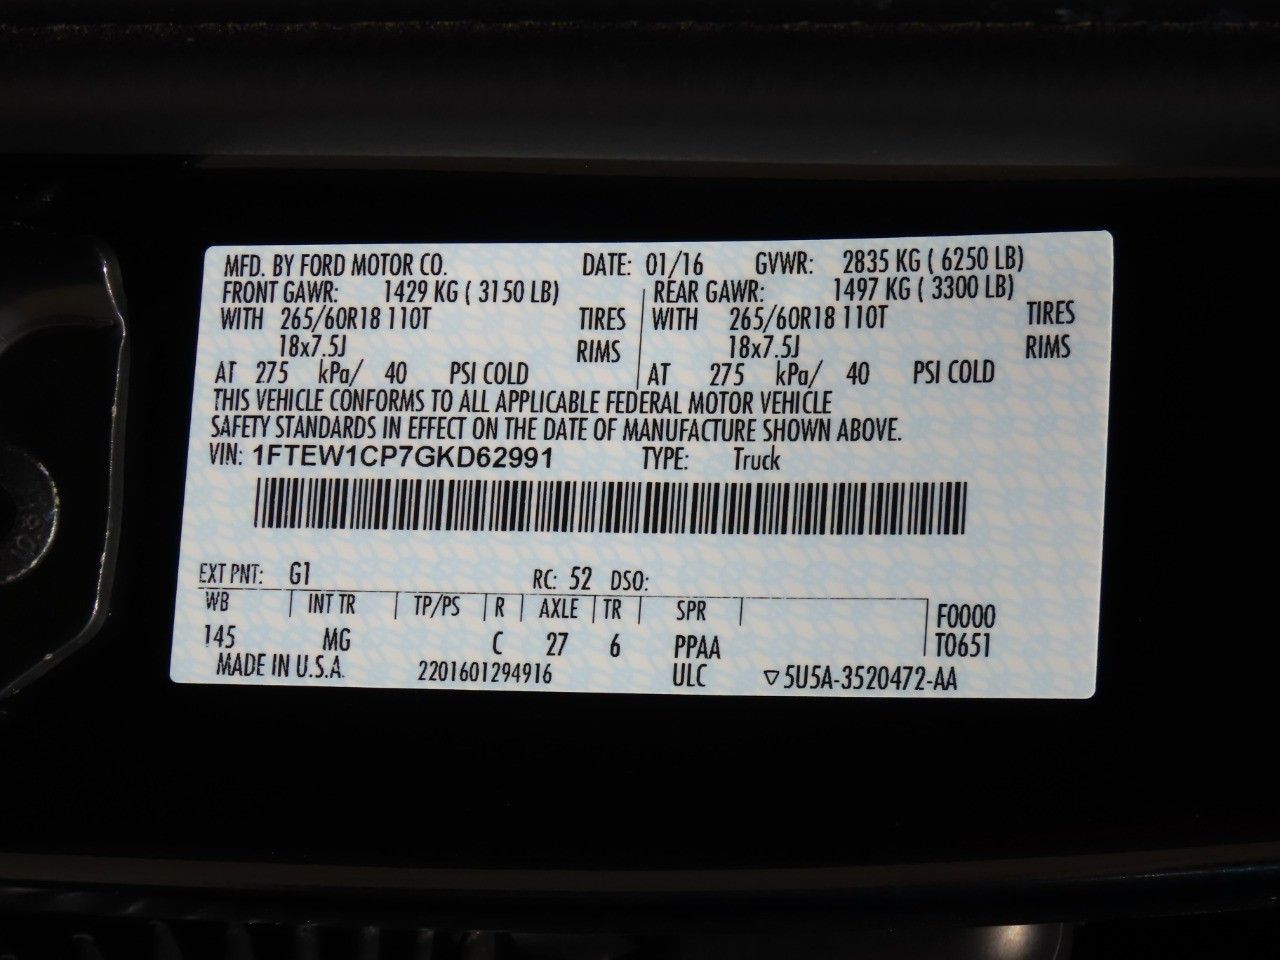 MFD. BY FORD MOTOR CO. DATE: 01/16 GVWR: 2835 KG ( 6250 LB)
FRONT GAWR: 1429 KG ( 3150 LB) REAR GAWR: 1497 KG ( 3300 LB)
WITH 265/60R18 110T TIRES WITH 265/60R18 110T TIRES
18x7.5J RIMS 18x7.5J RIMS
AT 275 kPa/ 40 PSI COLD AT 275 kPa/ 40 PSI COLD
THIS VEHICLE CONFORMS TO ALL APPLICABLE FEDERAL MOTOR VEHICLE
SAFETY STANDARDS IN EFFECT ON THE DATE OF MANUFACTURE SHOWN ABOVE.
VIN: 1FTEW1CP7GKD62991 TYPE: Truck
EXT PNT: G1 RC: 52 DSO:
WB INT TR TP/PS R AXLE TR SPR F0000
145 MG C 27 6 PPAA T0651
MADE IN U.S.A. 2201601294916 ULC ▽5U5A-3520472-AA